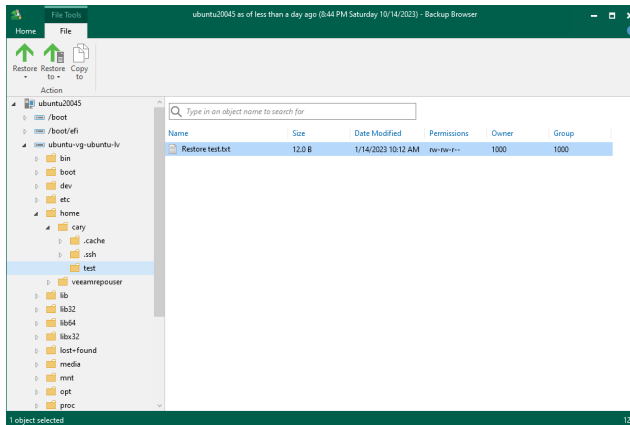 File Tools
ubuntu20045 as of less than a day ago (8:44 PM Saturday 10/14/2023) - Backup Browser
Home File
Restore Restore to Copy to
Action
ubuntu20045
/boot
/boot/efi
ubuntu-vg-ubuntu-lv
bin
boot
dev
etc
home
cary
.cache
.ssh
test
veeamrepouser
lib
lib32
lib64
libx32
lost+found
media
mnt
opt
proc
Type in an object name to search for
Name Size Date Modified Permissions Owner Group
Restore test.txt 12.0 B 1/14/2023 10:12 AM rw-rw-r-- 1000 1000
1 object selected